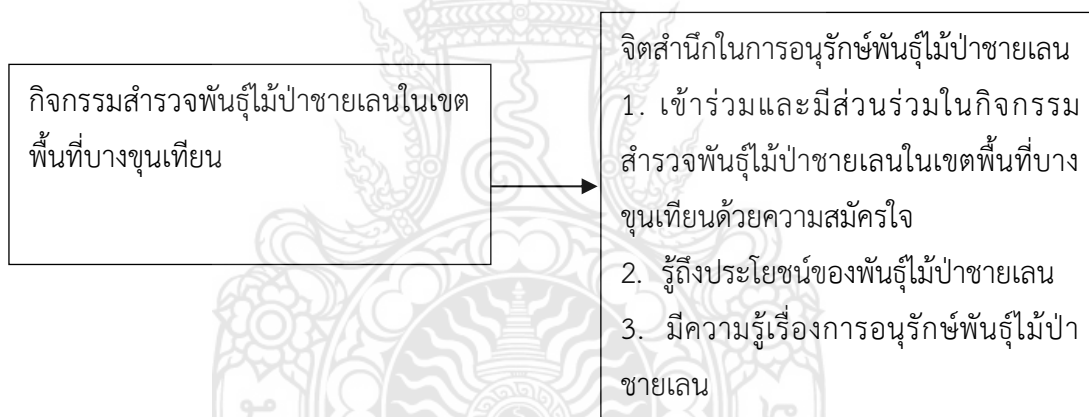 กิจกรรมสำรวจพันธุ์ไม้ป่าชายเลนในเขต
พื้นที่บางขุนเทียน
จิตสำนึกในการอนุรักษ์พันธุ์ไม้ป่าชายเลน
1. เข้าร่วมและมีส่วนร่วมในกิจกรรม
สำรวจพันธุ์ไม้ป่าชายเลนในเขตพื้นที่บาง
ขุนเทียนด้วยความสมัครใจ
2. รู้ถึงประโยชน์ของพันธุ์ไม้ป่าชายเลน
3. มีความรู้เรื่องการอนุรักษ์พันธุ์ไม้ป่า
ชายเลน